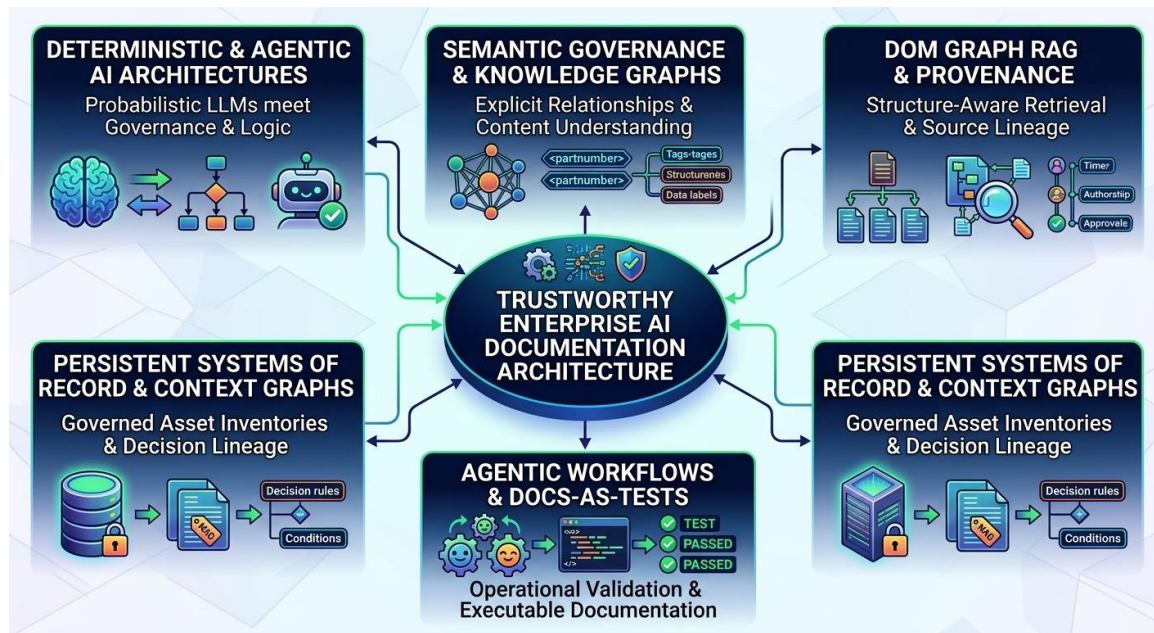 DETERMINISTIC & AGENTIC
AI ARCHITECTURES
Probabilistic LLMs meet
Governance & Logic
SEMANTIC GOVERNANCE
& KNOWLEDGE GRAPHS
Explicit Relationships &
Content Understanding
<partnumber>
<partnumber>
Tags-tages
Structurenes
Data labels
DOM GRAPH RAG
& PROVENANCE
Structure-Aware Retrieval
& Source Lineage
Authorship
TRUSTWORTHY
ENTERPRISE AI
DOCUMENTATION
ARCHITECTURE
PERSISTENT SYSTEMS OF
RECORD & CONTEXT GRAPHS
Governed Asset Inventories
& Decision Lineage
Decision rules
Conditions
AGENTIC WORKFLOWS
& DOCS-AS-TESTS
TEST
PASSED
PASSED
Operational Validation &
Executable Documentation
PERSISTENT SYSTEMS OF
RECORD & CONTEXT GRAPHS
Governed Asset Inventories
& Decision Lineage
Decision rules
Conditions